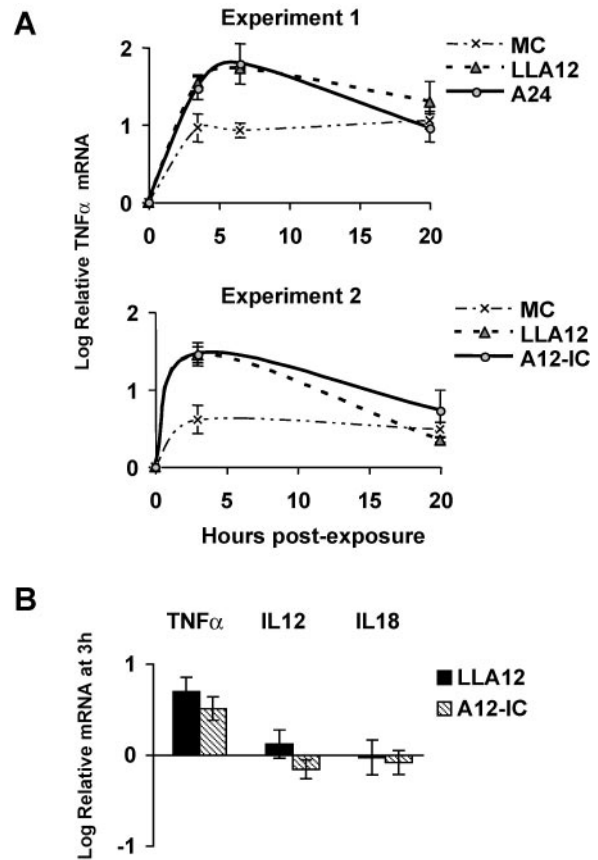 A
Experiment 1
MC
LLA12
A24
2
1
0
0 5 10 15 20
Log Relative TNFα mRNA
Experiment 2
MC
LLA12
A12-IC
2
1
0
0 5 10 15 20
Hours post-exposure
B
TNFα IL12 IL18
LLA12
A12-IC
Log Relative mRNA at 3h
1
0
-1